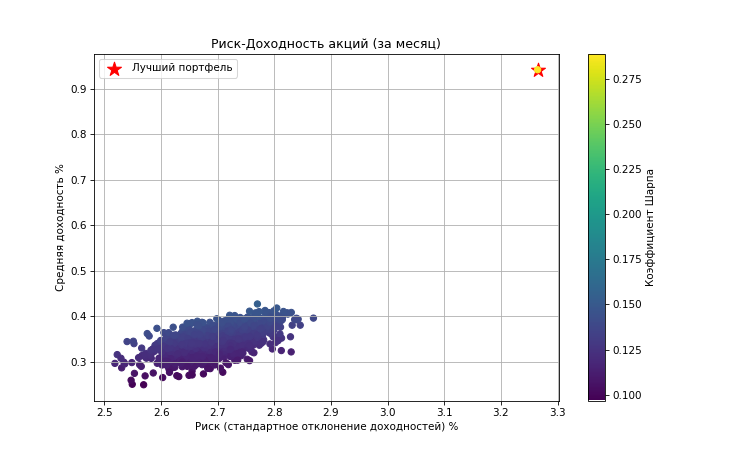 Риск-Доходность акций (за месяц)
Лучший портфель
0.9
0.8
0.7
0.6
0.5
0.4
0.3
Средняя доходность %
2.5 2.6 2.7 2.8 2.9 3.0 3.1 3.2 3.3
Риск (стандартное отклонение доходностей) %
0.275
0.250
0.225
0.200
0.175
0.150
0.125
0.100
Коэффициент Шарпа